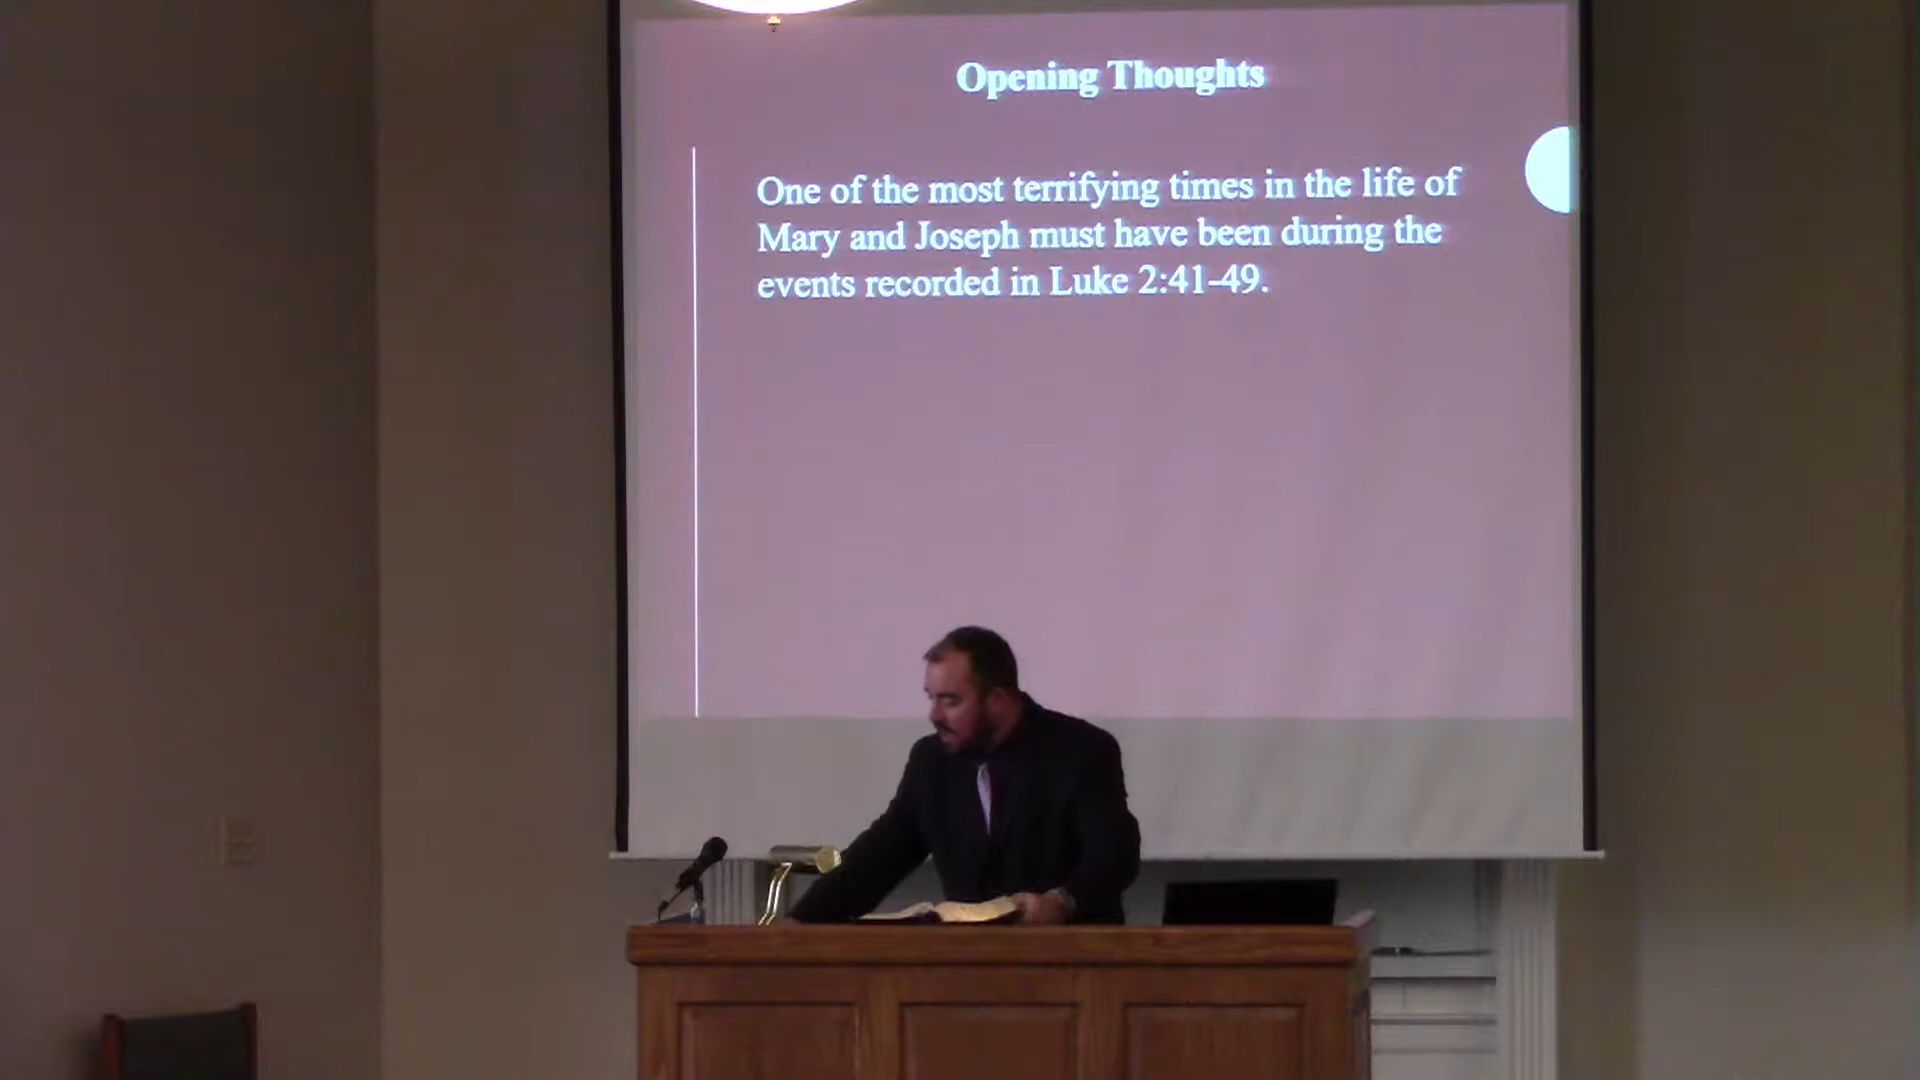 Opening Thoughts
One of the most terrifying times in the life of
Mary and Joseph must have been during the
events recorded in Luke 2:41-49.